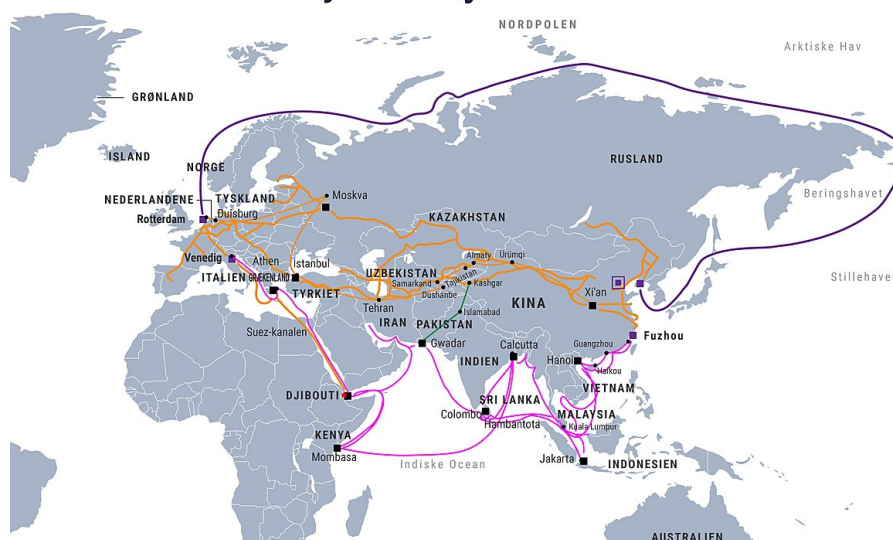 NORDPOLEN
Arktiske Hav
GRØNLAND
ISLAND
RUSLAND
NORGE
Beringshavet
NEDERLANDENE
TYSKLAND
Moskva
Rotterdam
Duisburg
KAZAKHSTAN
Venedig
Athen
Istanbul
Almaty
Ürümqi
ITALIEN
GRÆKENLAND
UZBEKISTAN
Stillehavet
Samarkand
Tajikistan
Kashgar
TYRKIET
Dushanbe
Xi'an
Tehran
KINA
Islamabad
IRAN
PAKISTAN
Suez-kanalen
Gwadar
Calcutta
Guangzhou
Fuzhou
INDIEN
Hanoi
Haikou
DJIBOUTI
VIETNAM
SRI LANKA
Colombo
MALAYSIA
Hambantota
Kuala Lumpur
KENYA
Mombasa
Indiske Ocean
Jakarta
INDONESIEN
AUSTRALIEN